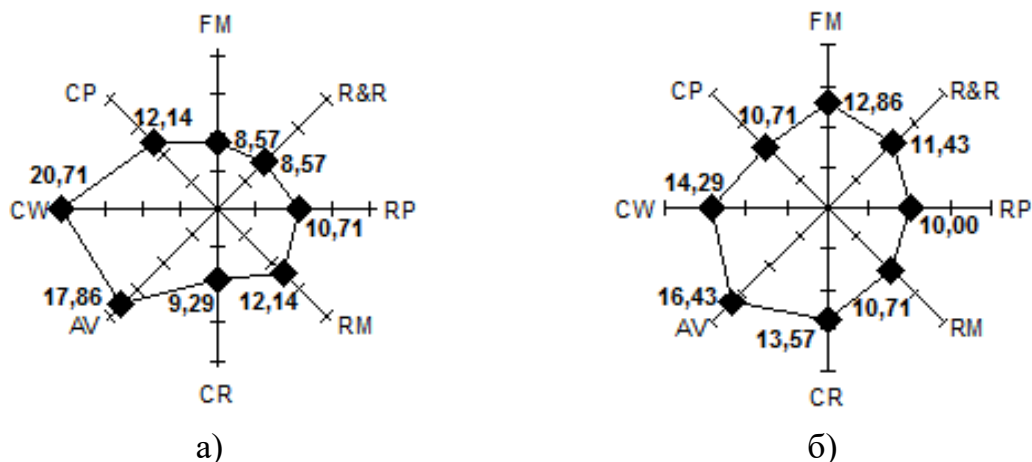 FM
CP
R&R
12,14
8,57
8,57
20,71
CW
RP
10,71
17,86
9,29
12,14
AV
RM
CR
а)
FM
CP
R&R
10,71
12,86
11,43
14,29
CW
RP
10,00
16,43
10,71
AV
13,57
RM
CR
б)